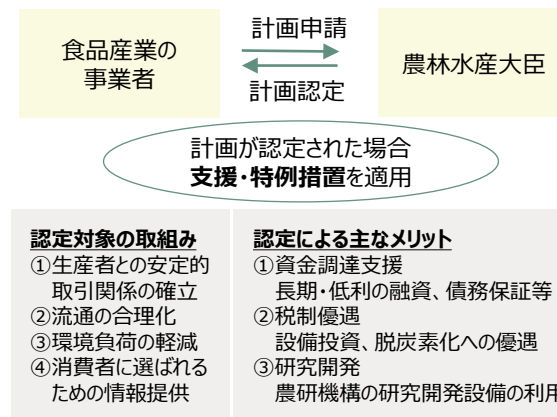 食品産業の
事業者
計画申請
計画認定
農林水産大臣
計画が認定された場合
支援・特例措置を適用
認定対象の取組み
①生産者との安定的
取引関係の確立
②流通の合理化
③環境負荷の軽減
④消費者に選ばれる
ための情報提供
認定による主なメリット
①資金調達支援
長期・低利の融資、債務保証等
②税制優遇
設備投資、脱炭素化への優遇
③研究開発
農研機構の研究開発設備の利用